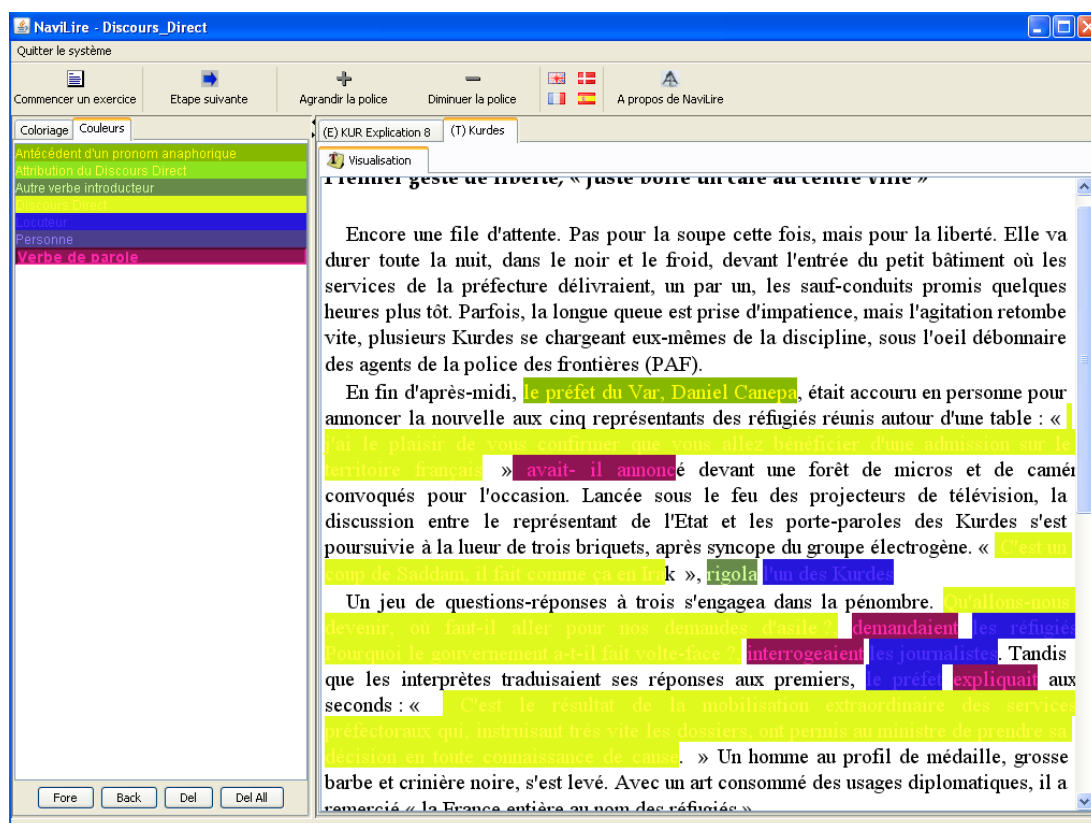 NaviLire - Discours_Direct
Quitter le système
Commencer un exercice
Etape suivante
Agrandir la police
Diminuer la police
A propos de NaviLire
Coloriage
Couleurs
Antécédent d'un pronom anaphorique
Attribution du Discours Direct
Autre verbe introducteur
Discours Direct
Locuteur
Personne
Verbe de parole
Fore
Back
Del
Del All
(E) KUR Explication 8
(T) Kurdes
Visualisation
Premier geste de liberté, « juste boire un café au centre ville »
Encore une file d'attente. Pas pour la soupe cette fois, mais pour la liberté. Elle va
durer toute la nuit, dans le noir et le froid, devant l'entrée du petit bâtiment où les
services de la préfecture délivraient, un par un, les sauf-conduits promis quelques
heures plus tôt. Parfois, la longue queue est prise d'impatience, mais l'agitation retombe
vite, plusieurs Kurdes se chargeant eux-mêmes de la discipline, sous l'oeil débonnaire
des agents de la police des frontières (PAF).
En fin d'après-midi, le préfet du Var, Daniel Canepa, était accouru en personne pour
annoncer la nouvelle aux cinq représentants des réfugiés réunis autour d'une table : «
j'ai le plaisir de vous confirmer que vous allez bénéficier d'une admission sur le
territoire français » avait- il annoncé devant une forêt de micros et de camér
convoqués pour l'occasion. Lancée sous le feu des projecteurs de télévision, la
discussion entre le représentant de l'Etat et les porte-paroles des Kurdes s'est
poursuivie à la lueur de trois briquets, après syncope du groupe électrogène. « C'est un
coup de Saddam, il fait comme ça en Irak », rigola l'un des Kurdes
Un jeu de questions-réponses à trois s'engagea dans la pénombre. Qu'allons-nous
devenir, où faut-il aller pour nos demandes d'asile ? demandaient les réfugiés
Pourquoi le gouvernement a-t-il fait volte-face ? interrogeaient les journalistes. Tandis
que les interprètes traduisaient ses réponses aux premiers, le préfet expliquait aux
seconds : « C'est le résultat de la mobilisation extraordinaire des services
préfectoraux qui, instruisant très vite les dossiers, ont permis au ministre de prendre sa
décision en toute connaissance de cause. » Un homme au profil de médaille, grosse
barbe et crinière noire, s'est levé. Avec un art consommé des usages diplomatiques, il a
remercié « la France entière au nom des réfugiés »